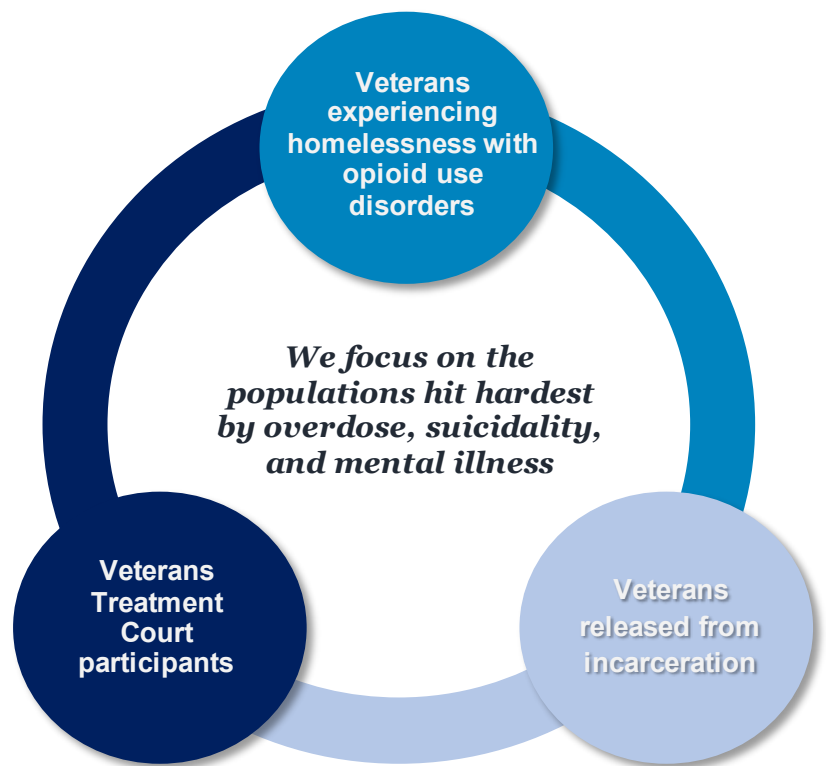 Veterans
experiencing
homelessness with
opioid use
disorders
We focus on the
populations hit hardest
by overdose, suicidality,
and mental illness
Veterans
Treatment
Court
participants
Veterans
released from
incarceration